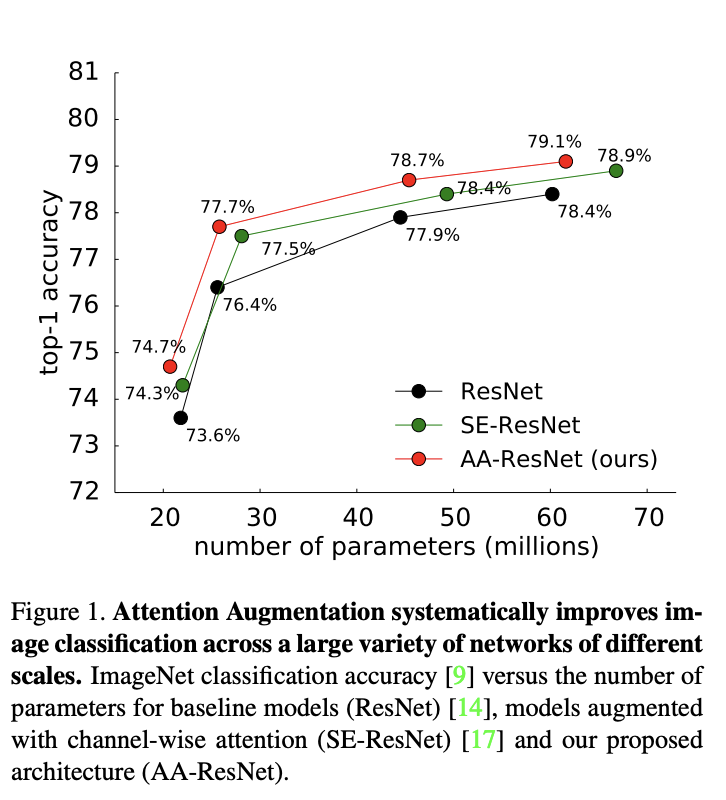 81
80
79
78
77
76
75
74
73
72
top-1 accuracy
79.1%
78.7%
78.9%
78.4%
77.7%
78.4%
77.9%
77.5%
76.4%
74.7%
74.3%
73.6%
ResNet
SE-ResNet
AA-ResNet (ours)
20 30 40 50 60 70
number of parameters (millions)
Figure 1. Attention Augmentation systematically improves im-
age classification across a large variety of networks of different
scales. ImageNet classification accuracy [9] versus the number of
parameters for baseline models (ResNet) [14], models augmented
with channel-wise attention (SE-ResNet) [17] and our proposed
architecture (AA-ResNet).